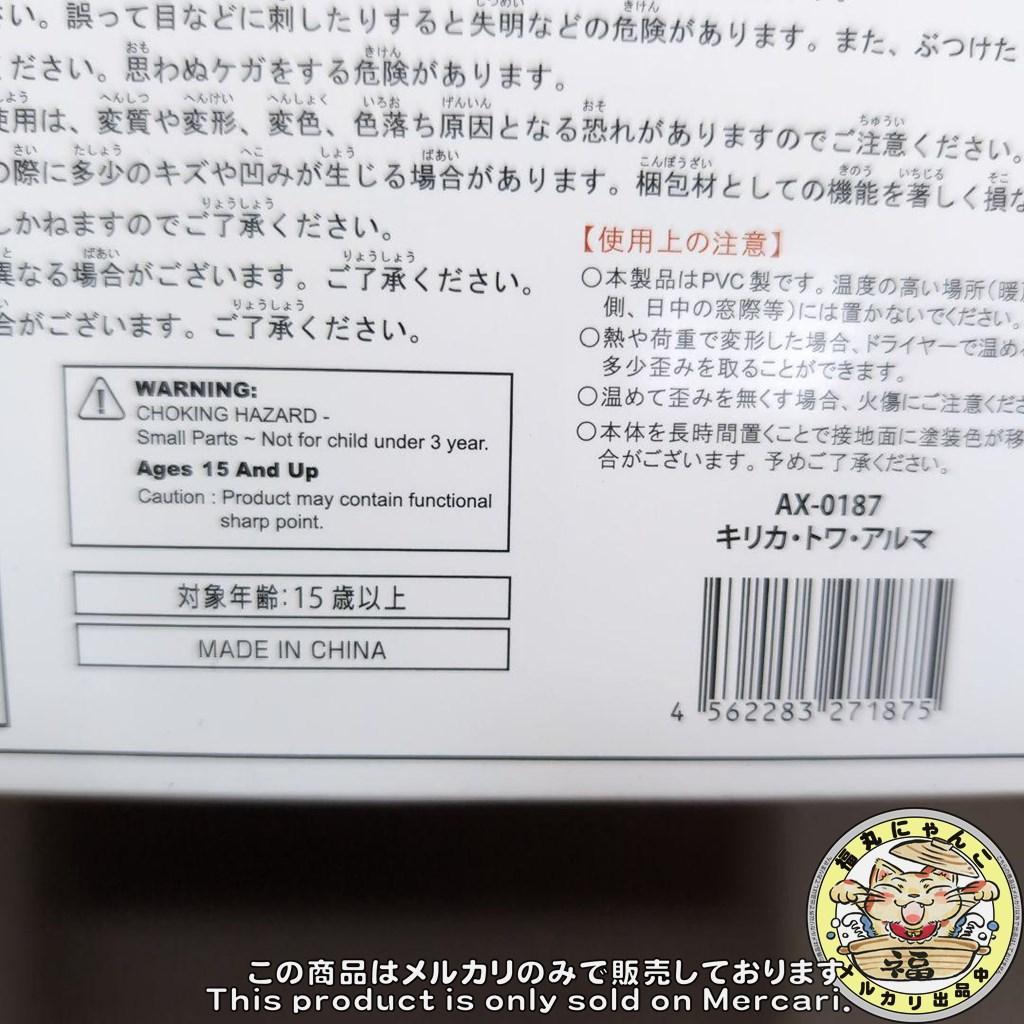 い。誤って目などに刺したりすると失明などの危険があります。また、ぶつけた
ください。思わぬケガをする危険があります。
使用は、変質や変形、変色、色落ち原因となる恐れがありますのでご注意ください。
の際に多少のキズや凹みが生じる場合があります。梱包材としての機能を著しく損な
しかねますのでご了承ください。
異なる場合がございます。ご了承ください。
合がございます。ご了承ください。
WARNING:
CHOKING HAZARD -
Small Parts ~ Not for child under 3 year.
Ages 15 And Up
Caution : Product may contain functional
sharp point.
対象年齢:15歳以上
MADE IN CHINA
【使用上の注意】
○本製品はPVC製です。温度の高い場所(暖
側、日中の窓際等)には置かないでください。
○熱や荷重で変形した場合、ドライヤーで温め
多少歪みを取ることができます。
○温めて歪みを無くす場合、火傷にご注意くださ
○本体を長時間置くことで接地面に塗装色が移
合がございます。予めご了承ください。
AX-0187
キリカ・トワ・アルマ
4 562283 271875
福丸にゃんこ
福
メルカリ出品中
この商品はメルカリのみで販売しております。
This product is only sold on Mercari.